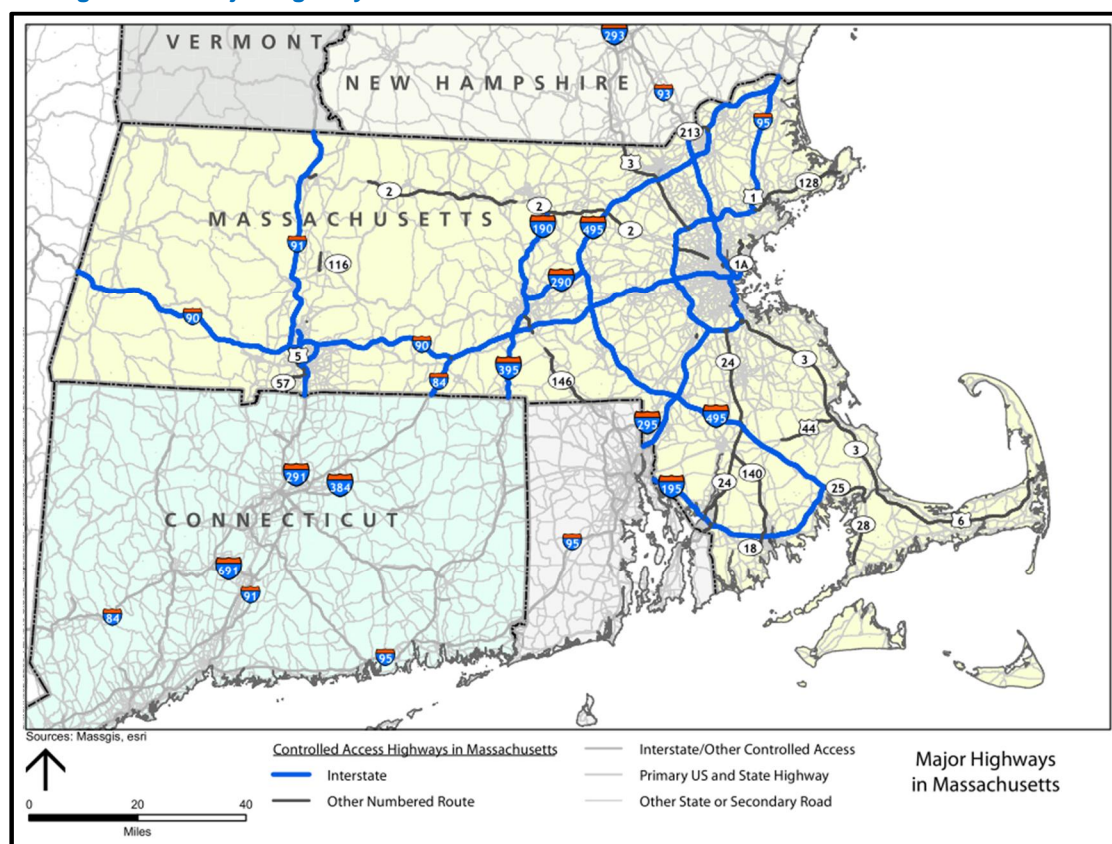 VERMONT
293
NEW HAMPSHIRE
93
213
95
3
128
2
1
MASSACHUSETTS
2
190
495
2
91
116
1A
290
90
90
5
3
24
57
84
395
146
295
495
44
3
291
384
195
24
140
25
CONNECTICUT
28
6
95
18
691
91
84
95
Sources: Massgis, esri
Controlled Access Highways in Massachusetts
Interstate
Other Numbered Route
Interstate/Other Controlled Access
Primary US and State Highway
Other State or Secondary Road
Major Highways
in Massachusetts
0 20 40
Miles